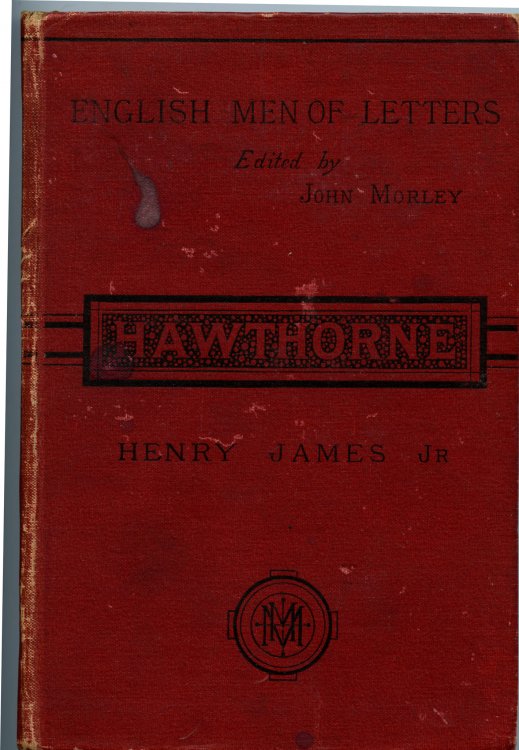 ENGLISH MEN OF LETTERS
Edited by
JOHN MORLEY
HAWTHORNE
HENRY JAMES JR